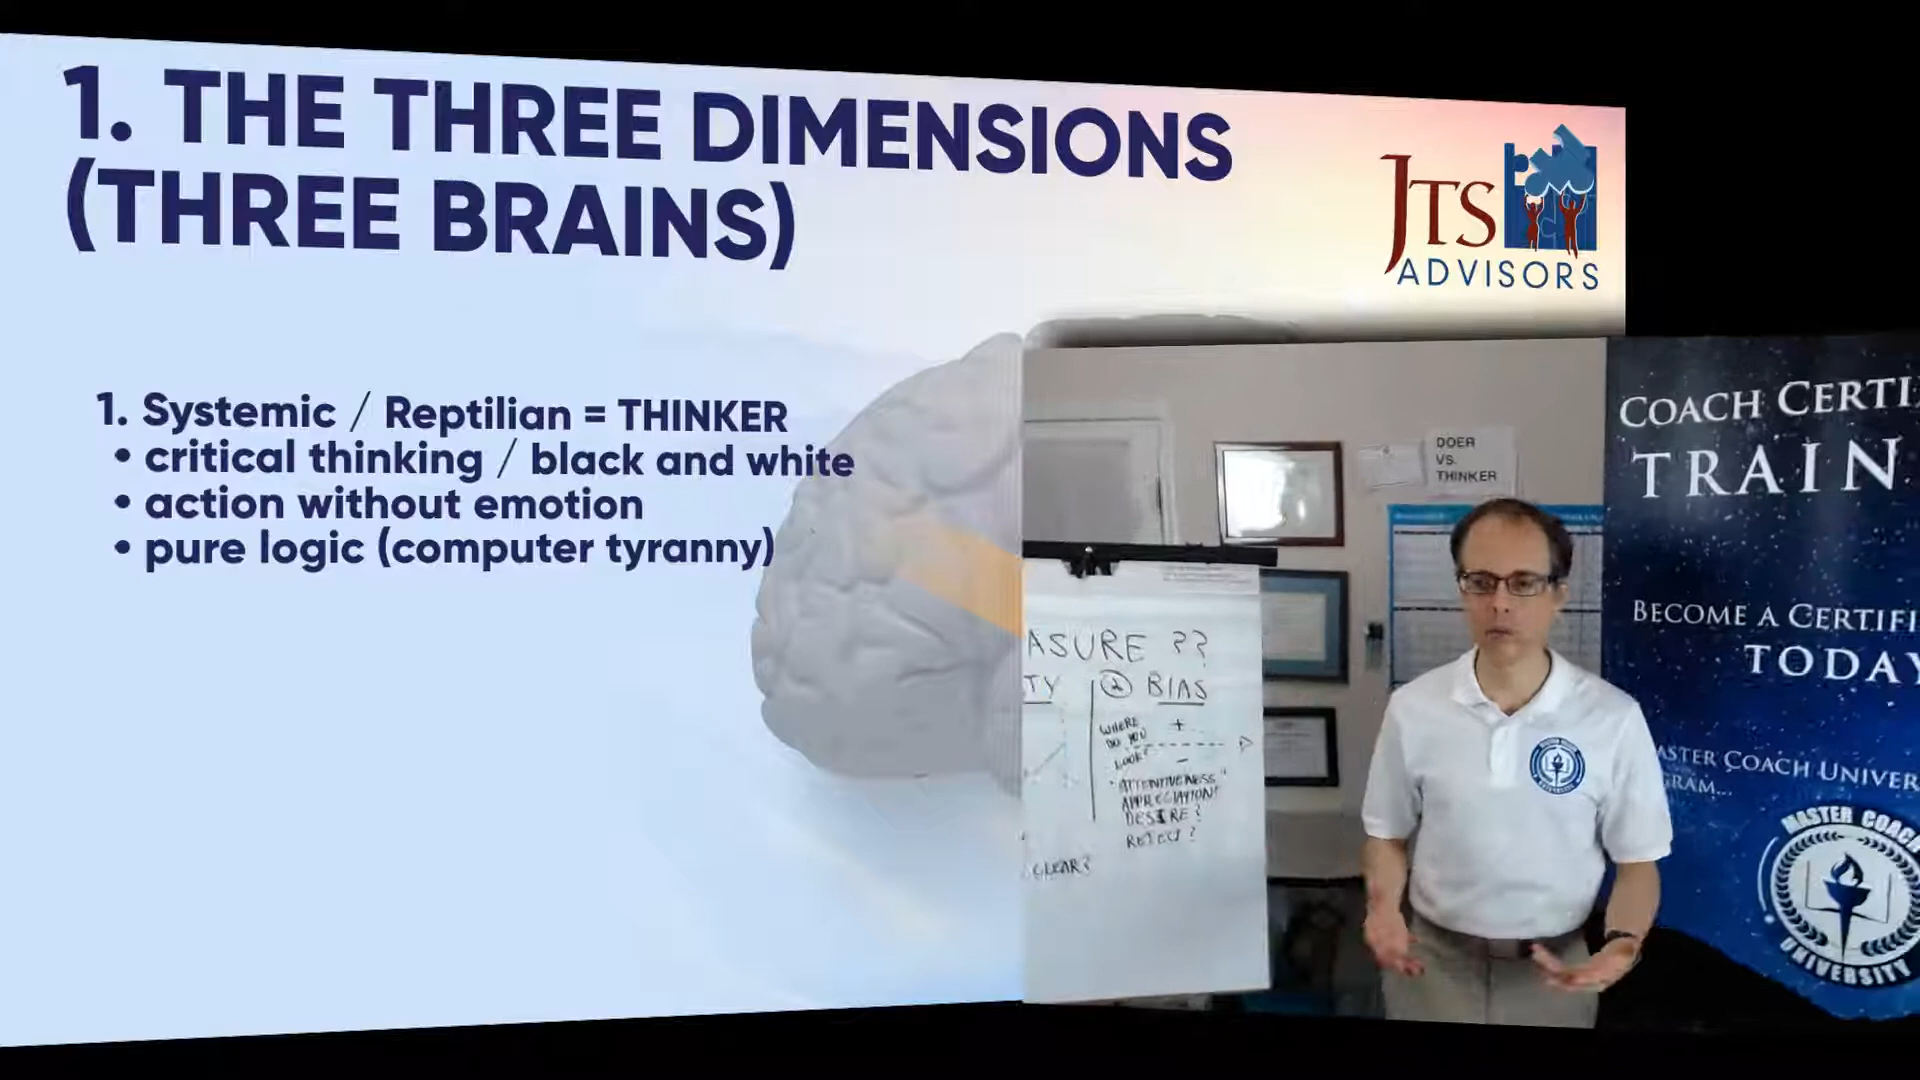 1. THE THREE DIMENSIONS
(THREE BRAINS)
JTS
ADVISORS
1. Systemic / Reptilian = THINKER
• critical thinking / black and white
• action without emotion
• pure logic (computer tyranny)
DOER
VS.
THINKER
ASURE ??
TY
② BIAS
WHERE
DO YOU
LOOK?
+
-
"ATTENTIVENESS"
APPRECIATION?
DESIRE?
REJECT?
CLEAR?
COACH CERTI
TRAIN
BECOME A CERTIFI
TODAY
ASTER COACH UNIVER
GRAM...
MASTER COAC
UNIVERSITY